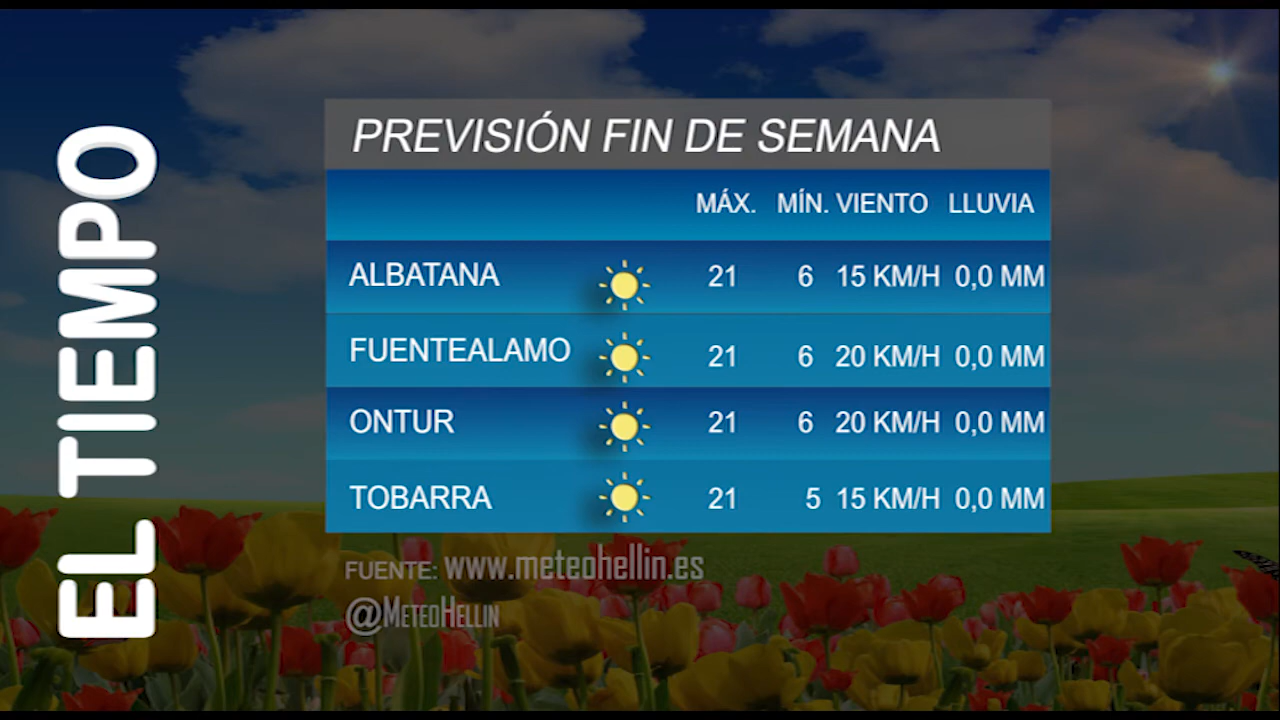 EL TIEMPO
PREVISIÓN FIN DE SEMANA
MÁX. MÍN. VIENTO LLUVIA
ALBATANA 21 6 15 KM/H 0,0 MM
FUENTEALAMO 21 6 20 KM/H 0,0 MM
ONTUR 21 6 20 KM/H 0,0 MM
TOBARRA 21 5 15 KM/H 0,0 MM
FUENTE: www.meteohellin.es
@MeteoHellin